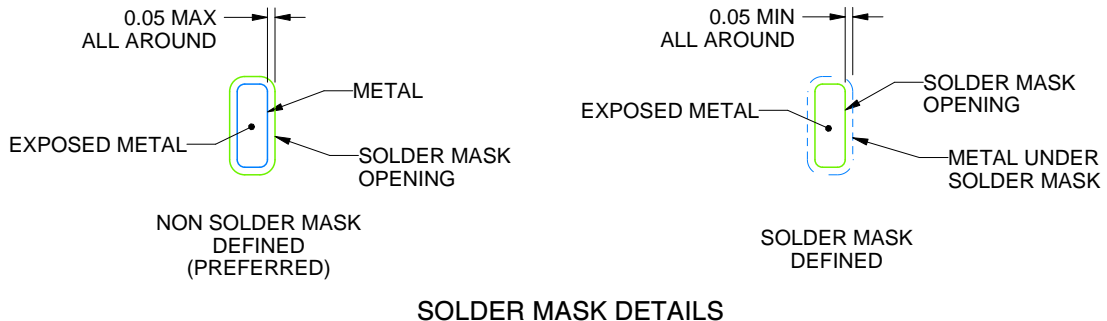 0.05 MAX
ALL AROUND
METAL
EXPOSED METAL
SOLDER MASK
OPENING
NON SOLDER MASK
DEFINED
(PREFERRED)
0.05 MIN
ALL AROUND
SOLDER MASK
OPENING
EXPOSED METAL
METAL UNDER
SOLDER MASK
SOLDER MASK
DEFINED
SOLDER MASK DETAILS